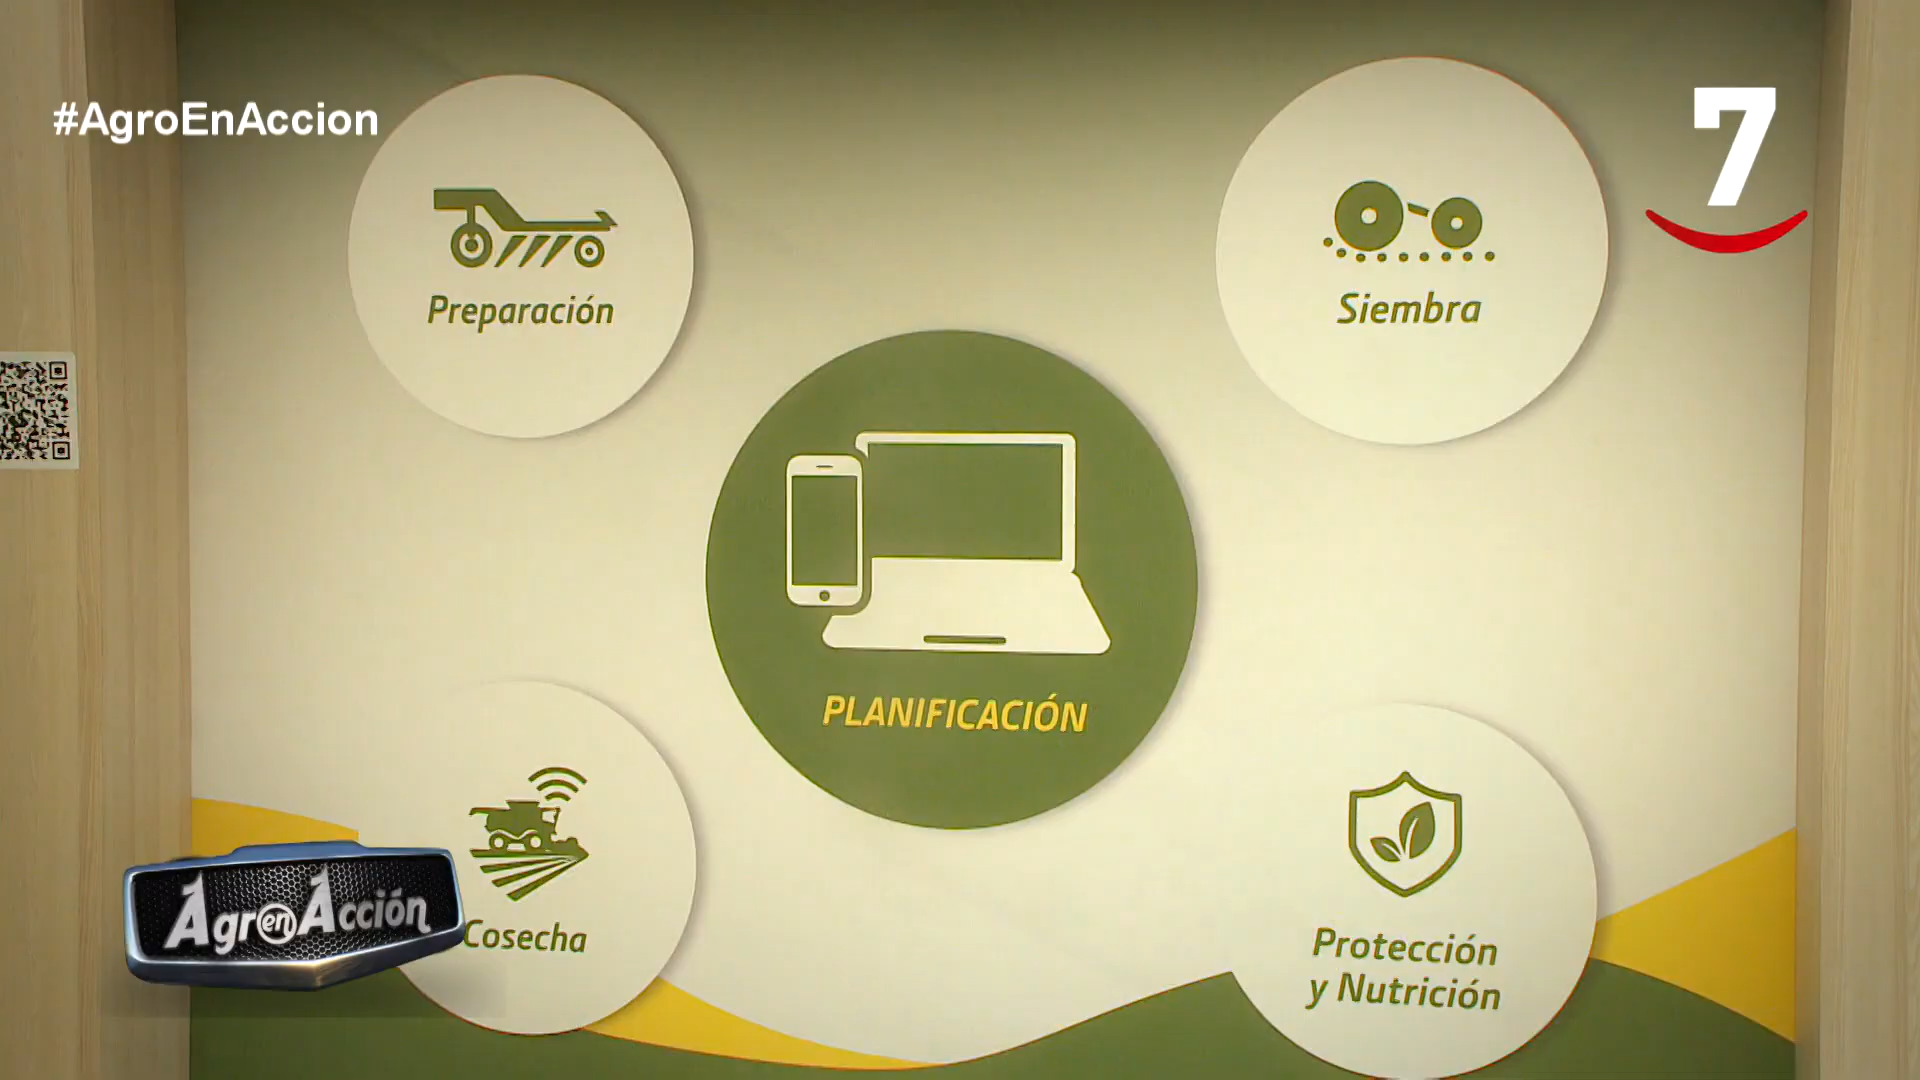 #AgroEnAccion
7
Preparación
Siembra
PLANIFICACIÓN
Cosecha
Protección
y Nutrición
AgrenAcción